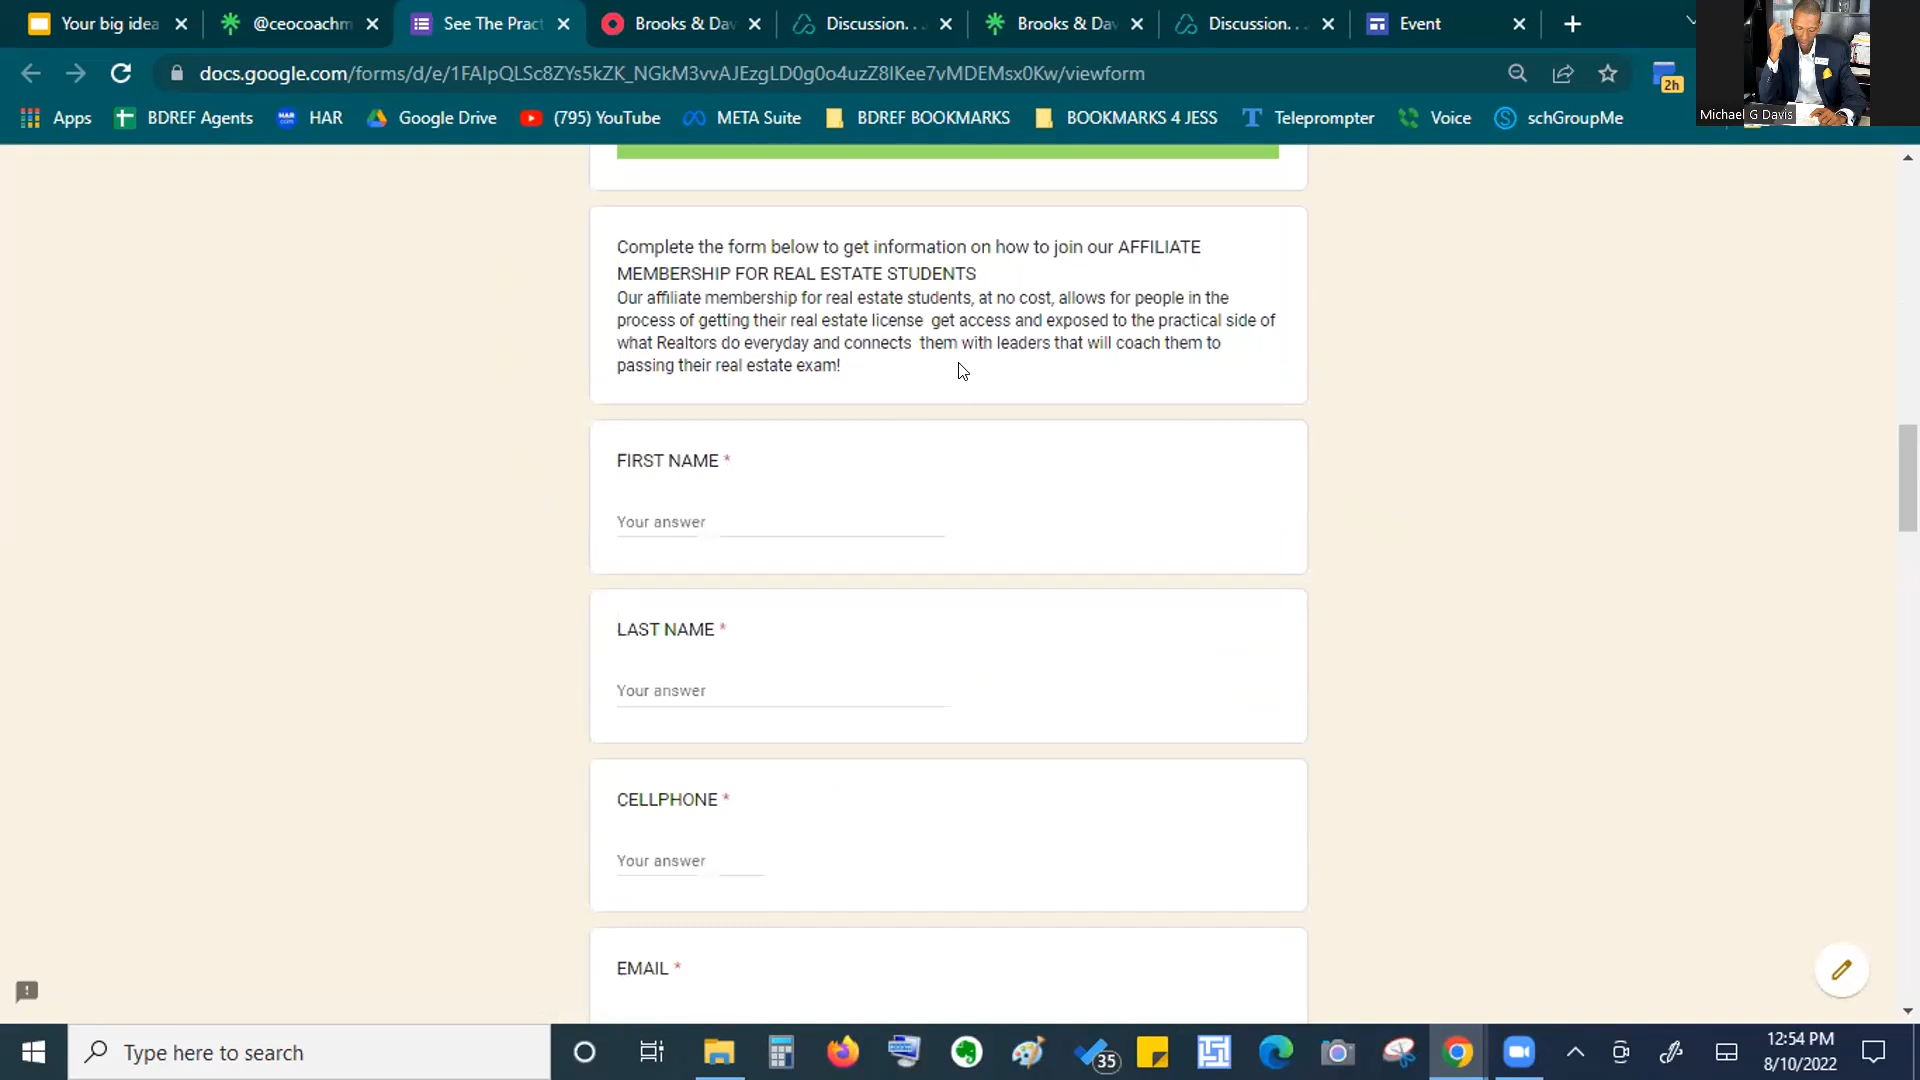 Your big idea
@ceocoachm
See The Pract
Brooks & Dav
Discussion. . .
Brooks & Dav
Discussion. . .
Event
docs.google.com/forms/d/e/1FAIpQLSc8ZYs5kZK_NGkM3vvAJEzgLD0g0o4uzZ8IKee7vMDEMsx0Kw/viewform
2h
Apps
BDREF Agents
HAR
Google Drive
(795) YouTube
META Suite
BDREF BOOKMARKS
BOOKMARKS 4 JESS
Teleprompter
Voice
schGroupMe
Michael G Davis
Complete the form below to get information on how to join our AFFILIATE
MEMBERSHIP FOR REAL ESTATE STUDENTS
Our affiliate membership for real estate students, at no cost, allows for people in the
process of getting their real estate license get access and exposed to the practical side of
what Realtors do everyday and connects them with leaders that will coach them to
passing their real estate exam!
FIRST NAME *
Your answer
LAST NAME *
Your answer
CELLPHONE *
Your answer
EMAIL *
Type here to search
35
12:54 PM
8/10/2022